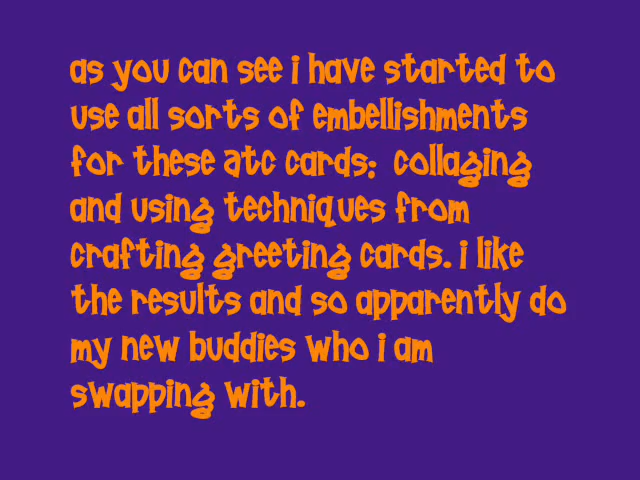 as you can see i have started to
use all sorts of embellishments
for these atc cards:  collaging
and using techniques from
crafting greeting cards. i like
the results and so apparently do
my new buddies who i am
swapping with.